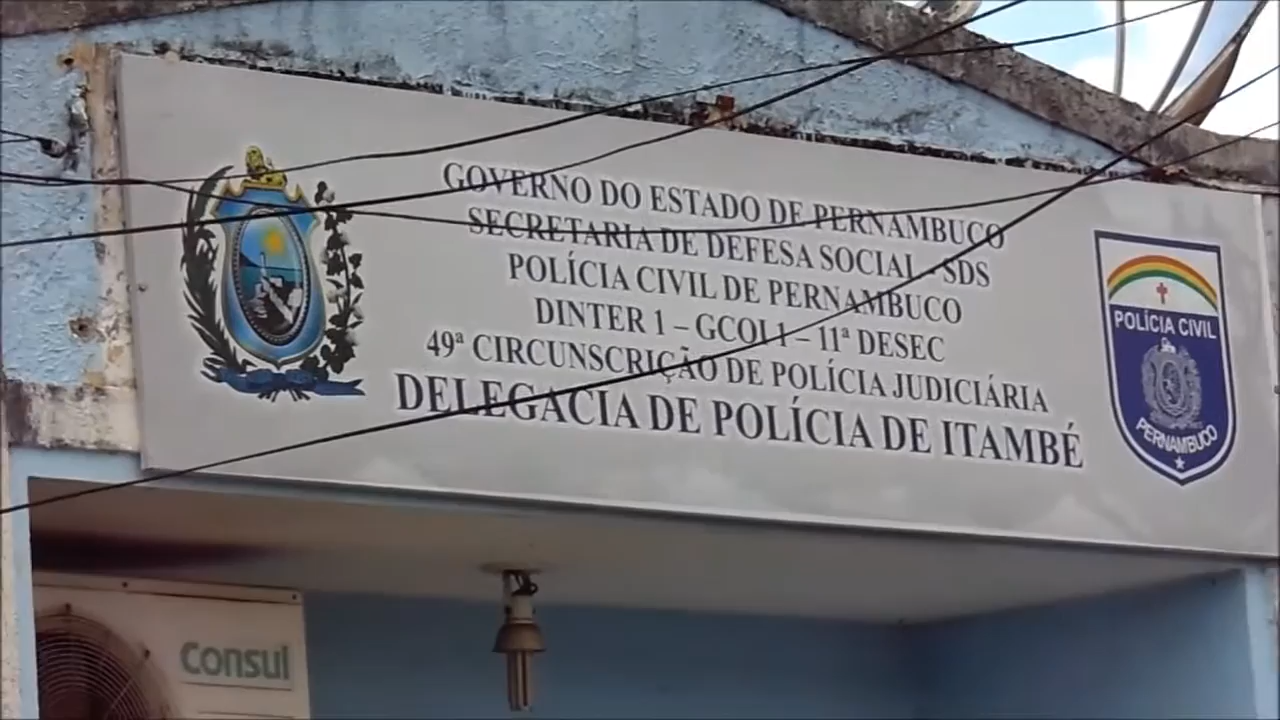 GOVERNO DO ESTADO DE PERNAMBUCO
SECRETARIA DE DEFESA SOCIAL - SDS
POLÍCIA CIVIL DE PERNAMBUCO
DINTER 1 – GCOI 1 – 11ª DESEC
49ª CIRCUNSCRIÇÃO DE POLÍCIA JUDICIÁRIA
DELEGACIA DE POLÍCIA DE ITAMBÉ
POLÍCIA CIVIL
PERNAMBUCO
Consul